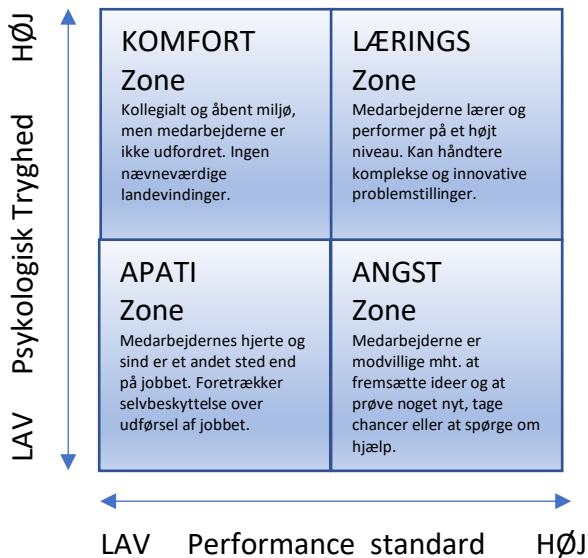 HØJ
Psykologisk Tryghed
LAV
KOMFORT
Zone
Kollegialt og åbent miljø,
men medarbejderne er
ikke udfordret. Ingen
nævneværdige
landevindinger.
LÆRINGS
Zone
Medarbejderne lærer og
performer på et højt
niveau. Kan håndtere
komplekse og innovative
problemstillinger.
APATI
Zone
Medarbejdernes hjerte og
sind er et andet sted end
på jobbet. Foretrækker
selvbeskyttelse over
udførsel af jobbet.
ANGST
Zone
Medarbejderne er
modvillige mht. at
fremsætte ideer og at
prøve noget nyt, tage
chancer eller at spørge om
hjælp.
LAV Performance standard HØJ